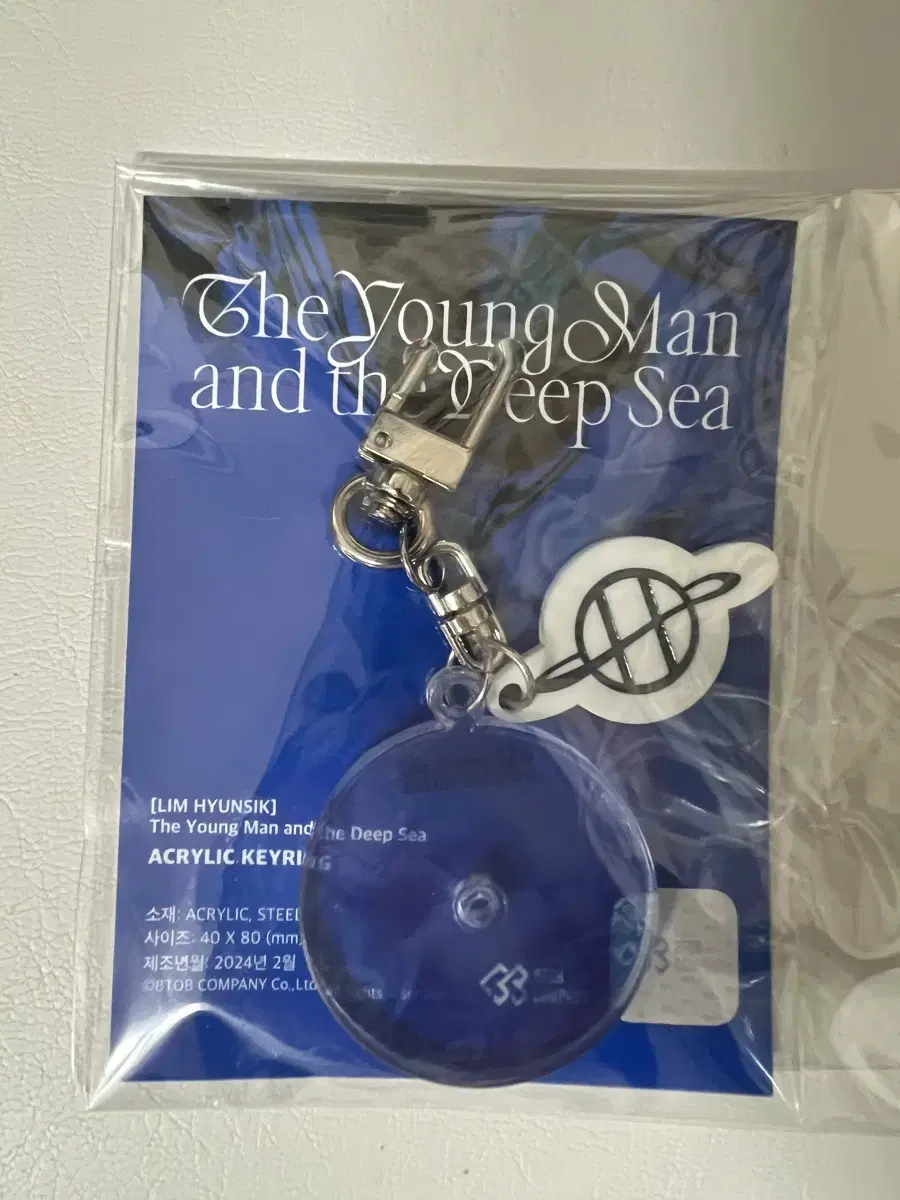 The Young Man
and the Deep Sea
[LIM HYUNSIK]
The Young Man and the Deep Sea
ACRYLIC KEYRING
소재: ACRYLIC, STEEL
사이즈: 40 X 80 (mm)
제조년월: 2024년 2월
©BTOB COMPANY Co.,Ltd